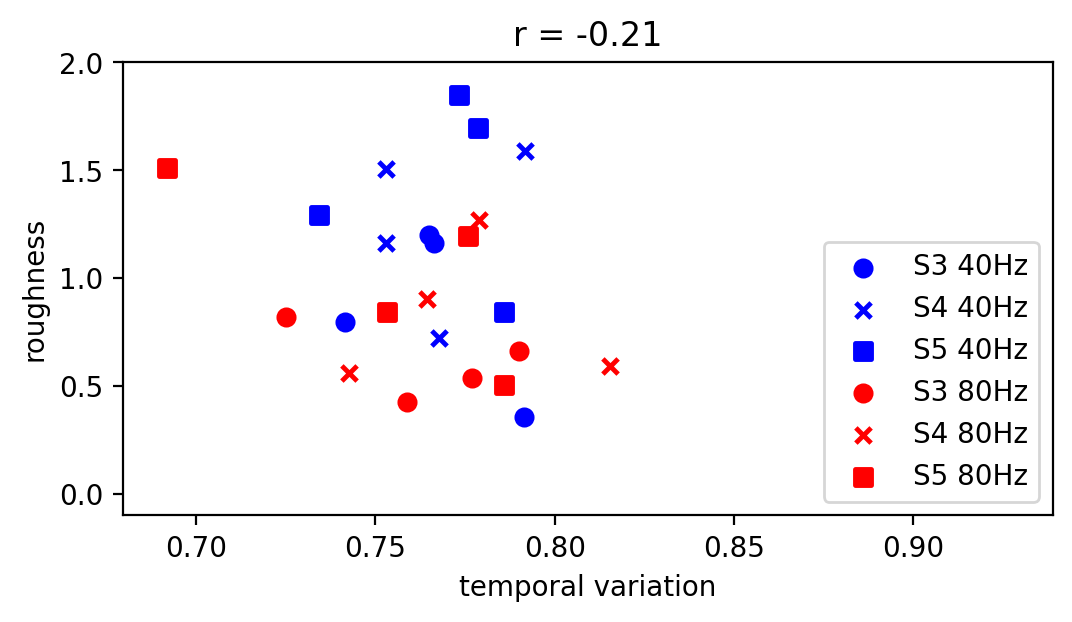 r = -0.21
roughness
2.0
1.5
1.0
0.5
0.0
0.70 0.75 0.80 0.85 0.90
temporal variation
S3 40Hz
S4 40Hz
S5 40Hz
S3 80Hz
S4 80Hz
S5 80Hz